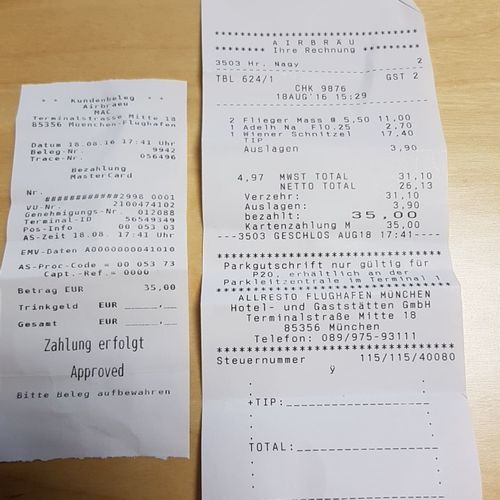 * * Kundenbeleg * *
Airbraeu
MAC
Terminalstrasse Mitte 18
85356 Muenchen-Flughafen
Datum 18.08.16 17:41 Uhr
Beleg-Nr. 9942
Trace-Nr. 056496
Bezahlung
MasterCard
Nr.
############2998 0001
VU-Nr. 2100474102
Genehmigungs-Nr. 012088
Terminal-ID 56549349
Pos-Info 00 053 03
AS-Zeit 18.08. 17:41 Uhr
EMV-Daten A0000000041010
AS-Proc-Code = 00 053 73
Capt.-Ref.= 0000
Betrag EUR 35,00
Trinkgeld EUR _____,__
Gesamt EUR _____,__
Zahlung erfolgt
Approved
Bitte Beleg aufbewahren
AIRBRÄU
Ihre Rechnung
3503 Hr. Nagy 2
TBL 624/1 GST 2
CHK 9876
18AUG'16 15:29
2 Flieger Mass @ 5,50 11,00
1 Adelh Na Fl0.25 2,70
1 Wiener Schnitzel 17,40
TIP
Auslagen 3,90
4,97 MWST TOTAL 31,10
NETTO TOTAL 26,13
Verzehr: 31,10
Auslagen: 3,90
bezahlt: 35,00
Kartenzahlung M 35,00
---3503 GESCHLOS AUG18 17:41----
Parkgutschrift nur gültig für
P20, erhältlich an der
Parkleitzentrale im Terminal 1
ALLRESTO FLUGHAFEN MÜNCHEN
Hotel- und Gaststätten GmbH
Terminalstraße Mitte 18
85356 München
Telefon: 089/975-93111
Steuernummer 115/115/40080
ÿ
+TIP:_______________
TOTAL:_______________